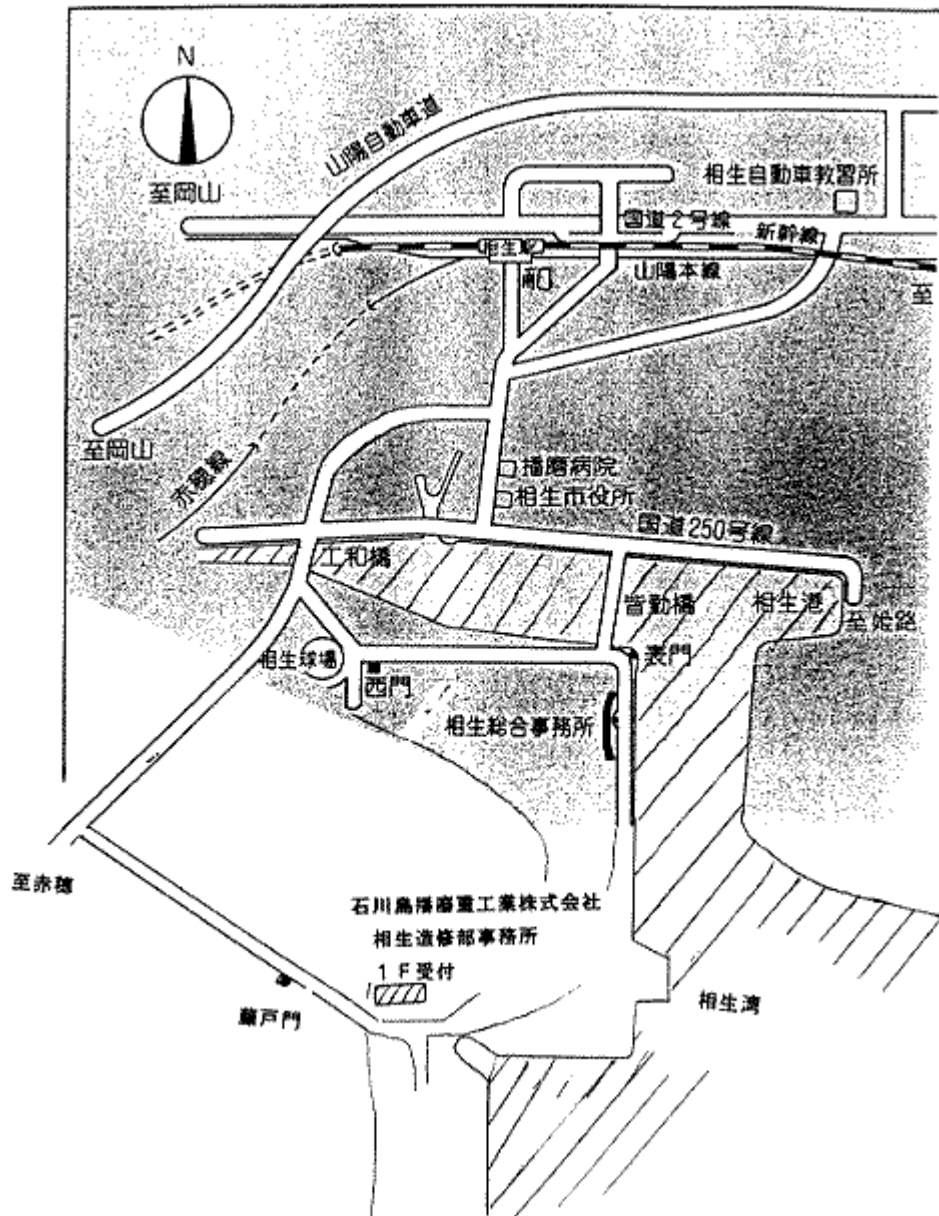 N
山陽自動車道
至岡山
相生自動車教習所
国道2号線
新幹線
相生駅
山陽本線
南口
至
至岡山
赤穂線
播磨病院
相生市役所
国道250号線
工和橋
皆勤橋
相生港
至姫路
相生球場
西門
表門
相生総合事務所
至赤穂
石川島播磨重工業株式会社
相生造修部事務所
1F受付
相生湾
蘭戸門